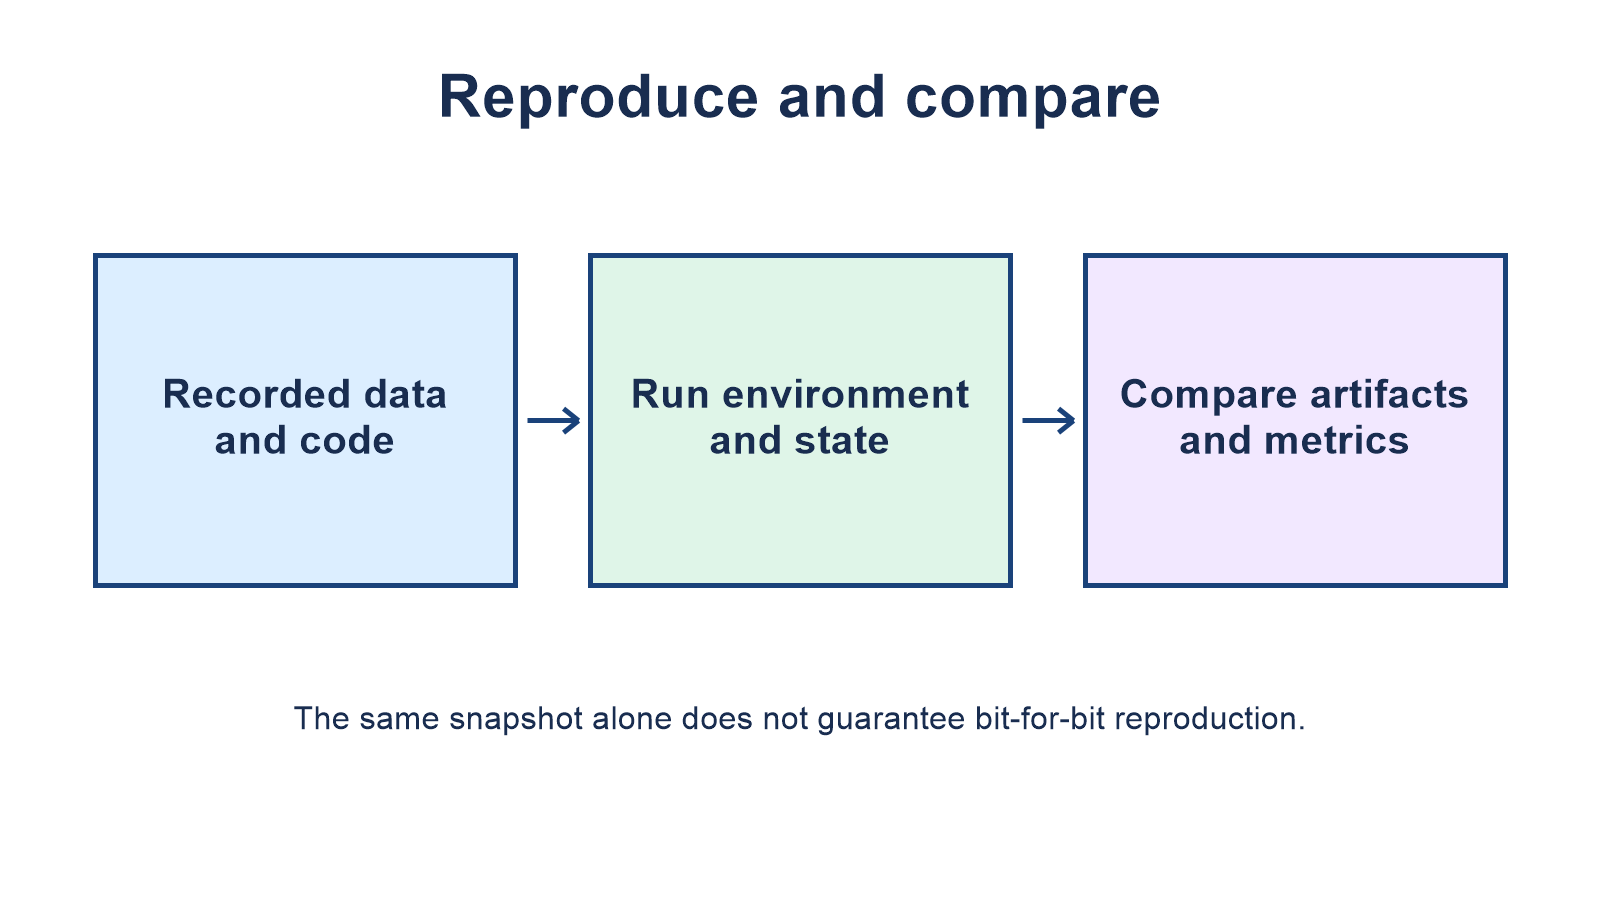 Reproduce and compare
Recorded data
and code
Run environment
and state
Compare artifacts
and metrics
The same snapshot alone does not guarantee bit-for-bit reproduction.